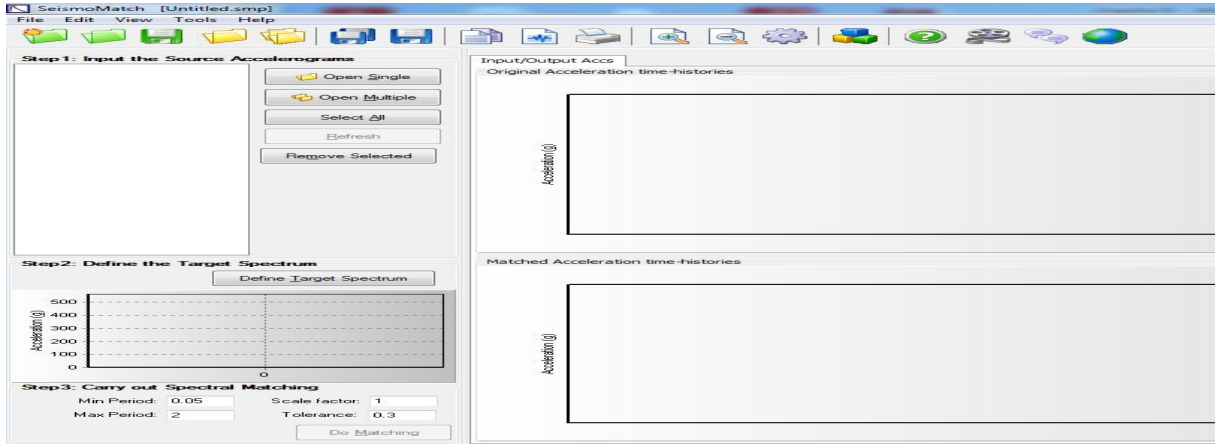 SeismoMatch [Untitled.smp]
File Edit View Tools Help
Step 1: Input the Source Accelerograms
Open Single
Open Multiple
Select All
Refresh
Remove Selected
Step2: Define the Target Spectrum
Define Target Spectrum
Acceleration (g)
500
400
300
200
100
0
0
Step3: Carry out Spectral Matching
Min Period: 0.05 Scale factor: 1
Max Period: 2 Tolerance: 0.3
Do Matching
Input/Output Accs
Original Acceleration time-histories
Acceleration (g)
Matched Acceleration time-histories
Acceleration (g)